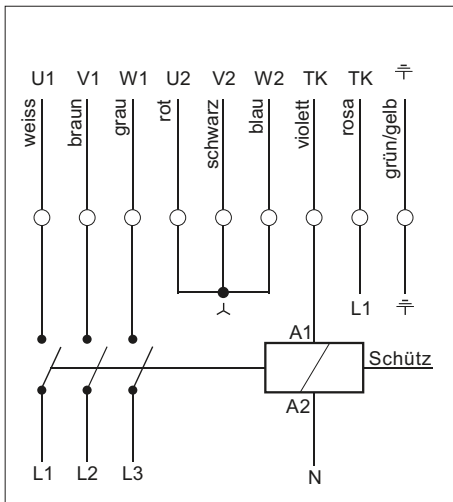 U1 V1 W1 U2 V2 W2 TK TK
weiss braun grau rot schwarz blau violett rosa grün/gelb
L1
A1
Schütz
A2
L1 L2 L3 N